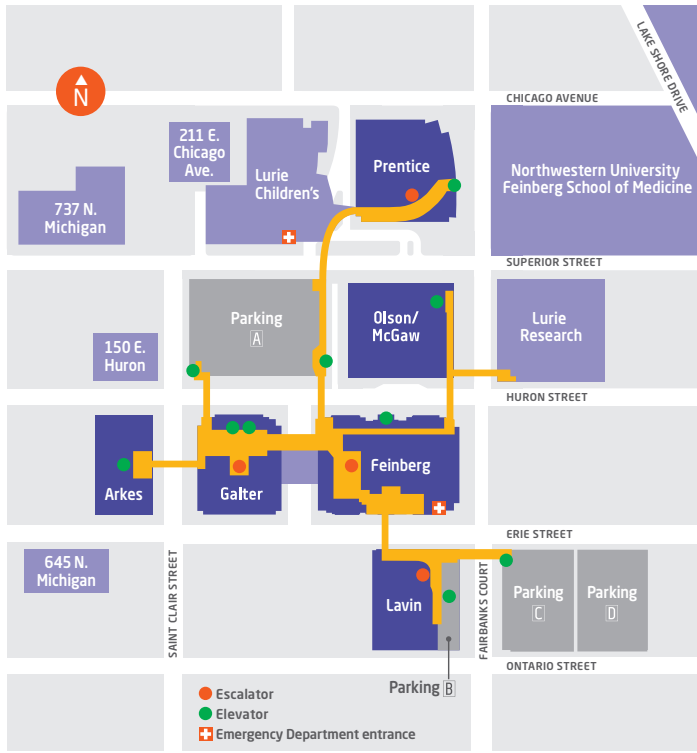 LAKE SHORE DRIVE
N
CHICAGO AVENUE
211 E.
Chicago
Ave.
Lurie
Children's
Prentice
Northwestern University
Feinberg School of Medicine
737 N.
Michigan
SUPERIOR STREET
Parking
A
Olson/
McGaw
Lurie
Research
150 E.
Huron
HURON STREET
Arkes
Galter
Feinberg
ERIE STREET
645 N.
Michigan
SAINT CLAIR STREET
Lavin
FAIRBANKS COURT
Parking
C
Parking
D
ONTARIO STREET
Parking B
Escalator
Elevator
Emergency Department entrance